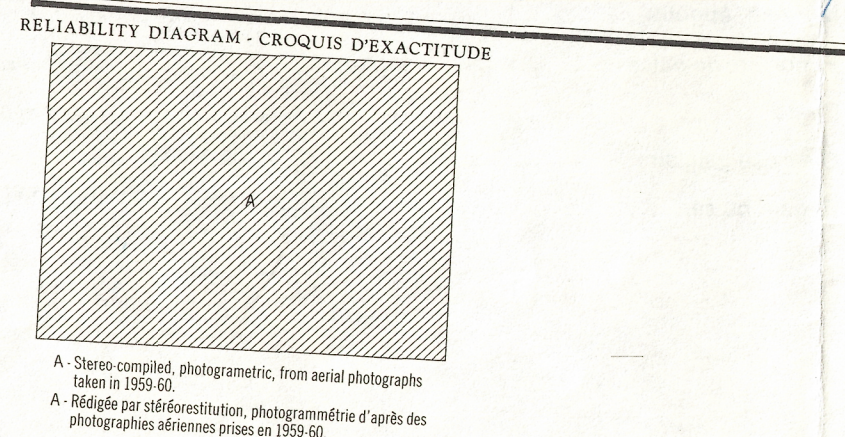 RELIABILITY DIAGRAM - CROQUIS D'EXACTITUDE
A
A - Stereo-compiled, photogrametric, from aerial photographs
taken in 1959-60.
A - Rédigée par stéréorestitution, photogrammétrie d'après des
photographies aériennes prises en 1959-60.